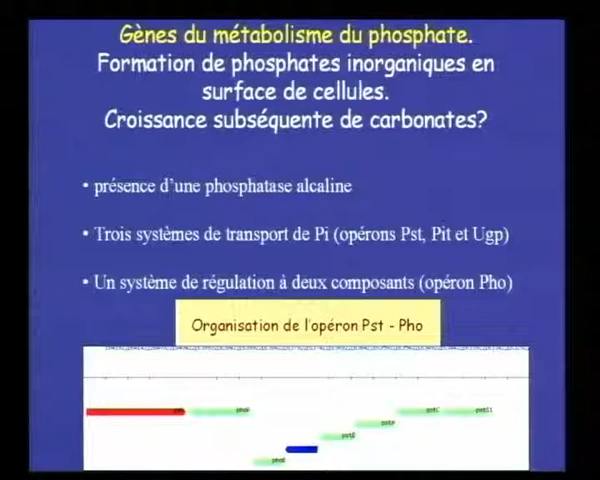 Gènes du métabolisme du phosphate.
Formation de phosphates inorganiques en
surface de cellules.
Croissance subséquente de carbonates?
• présence d'une phosphatase alcaline
• Trois systèmes de transport de Pi (opérons Pst, Pit et Ugp)
• Un système de régulation à deux composants (opéron Pho)
Organisation de l'opéron Pst - Pho